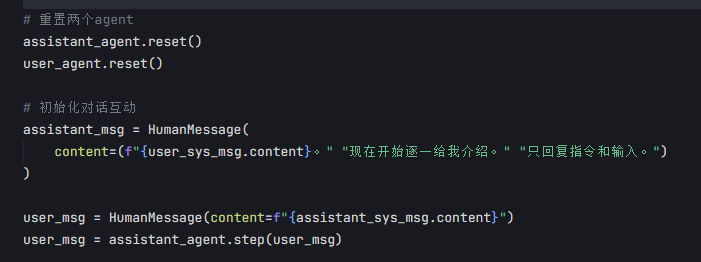 # 重置两个agent
assistant_agent.reset()
user_agent.reset()
# 初始化对话互动
assistant_msg = HumanMessage(
content=(f"{user_sys_msg.content}。" "现在开始逐一给我介绍。" "只回复指令和输入。")
)
user_msg = HumanMessage(content=f"{assistant_sys_msg.content}")
user_msg = assistant_agent.step(user_msg)